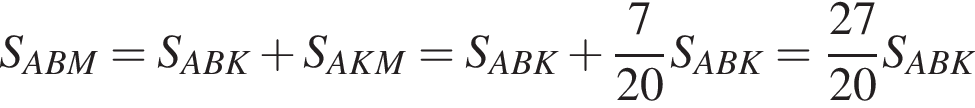 $S_{ABM} = S_{ABK} + S_{AKM} = S_{ABK} + \frac{7}{20} S_{ABK} = \frac{27}{20} S_{ABK}$